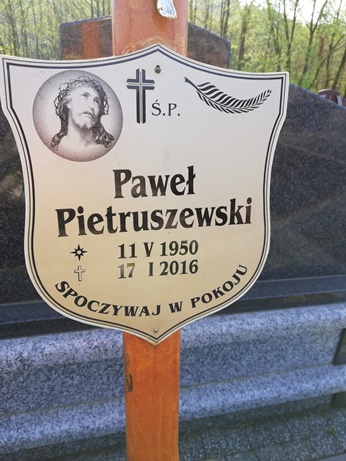 Ś.P.
Paweł
Pietruszewski
11 V 1950
17 I 2016
SPOCZYWAJ W POKOJU